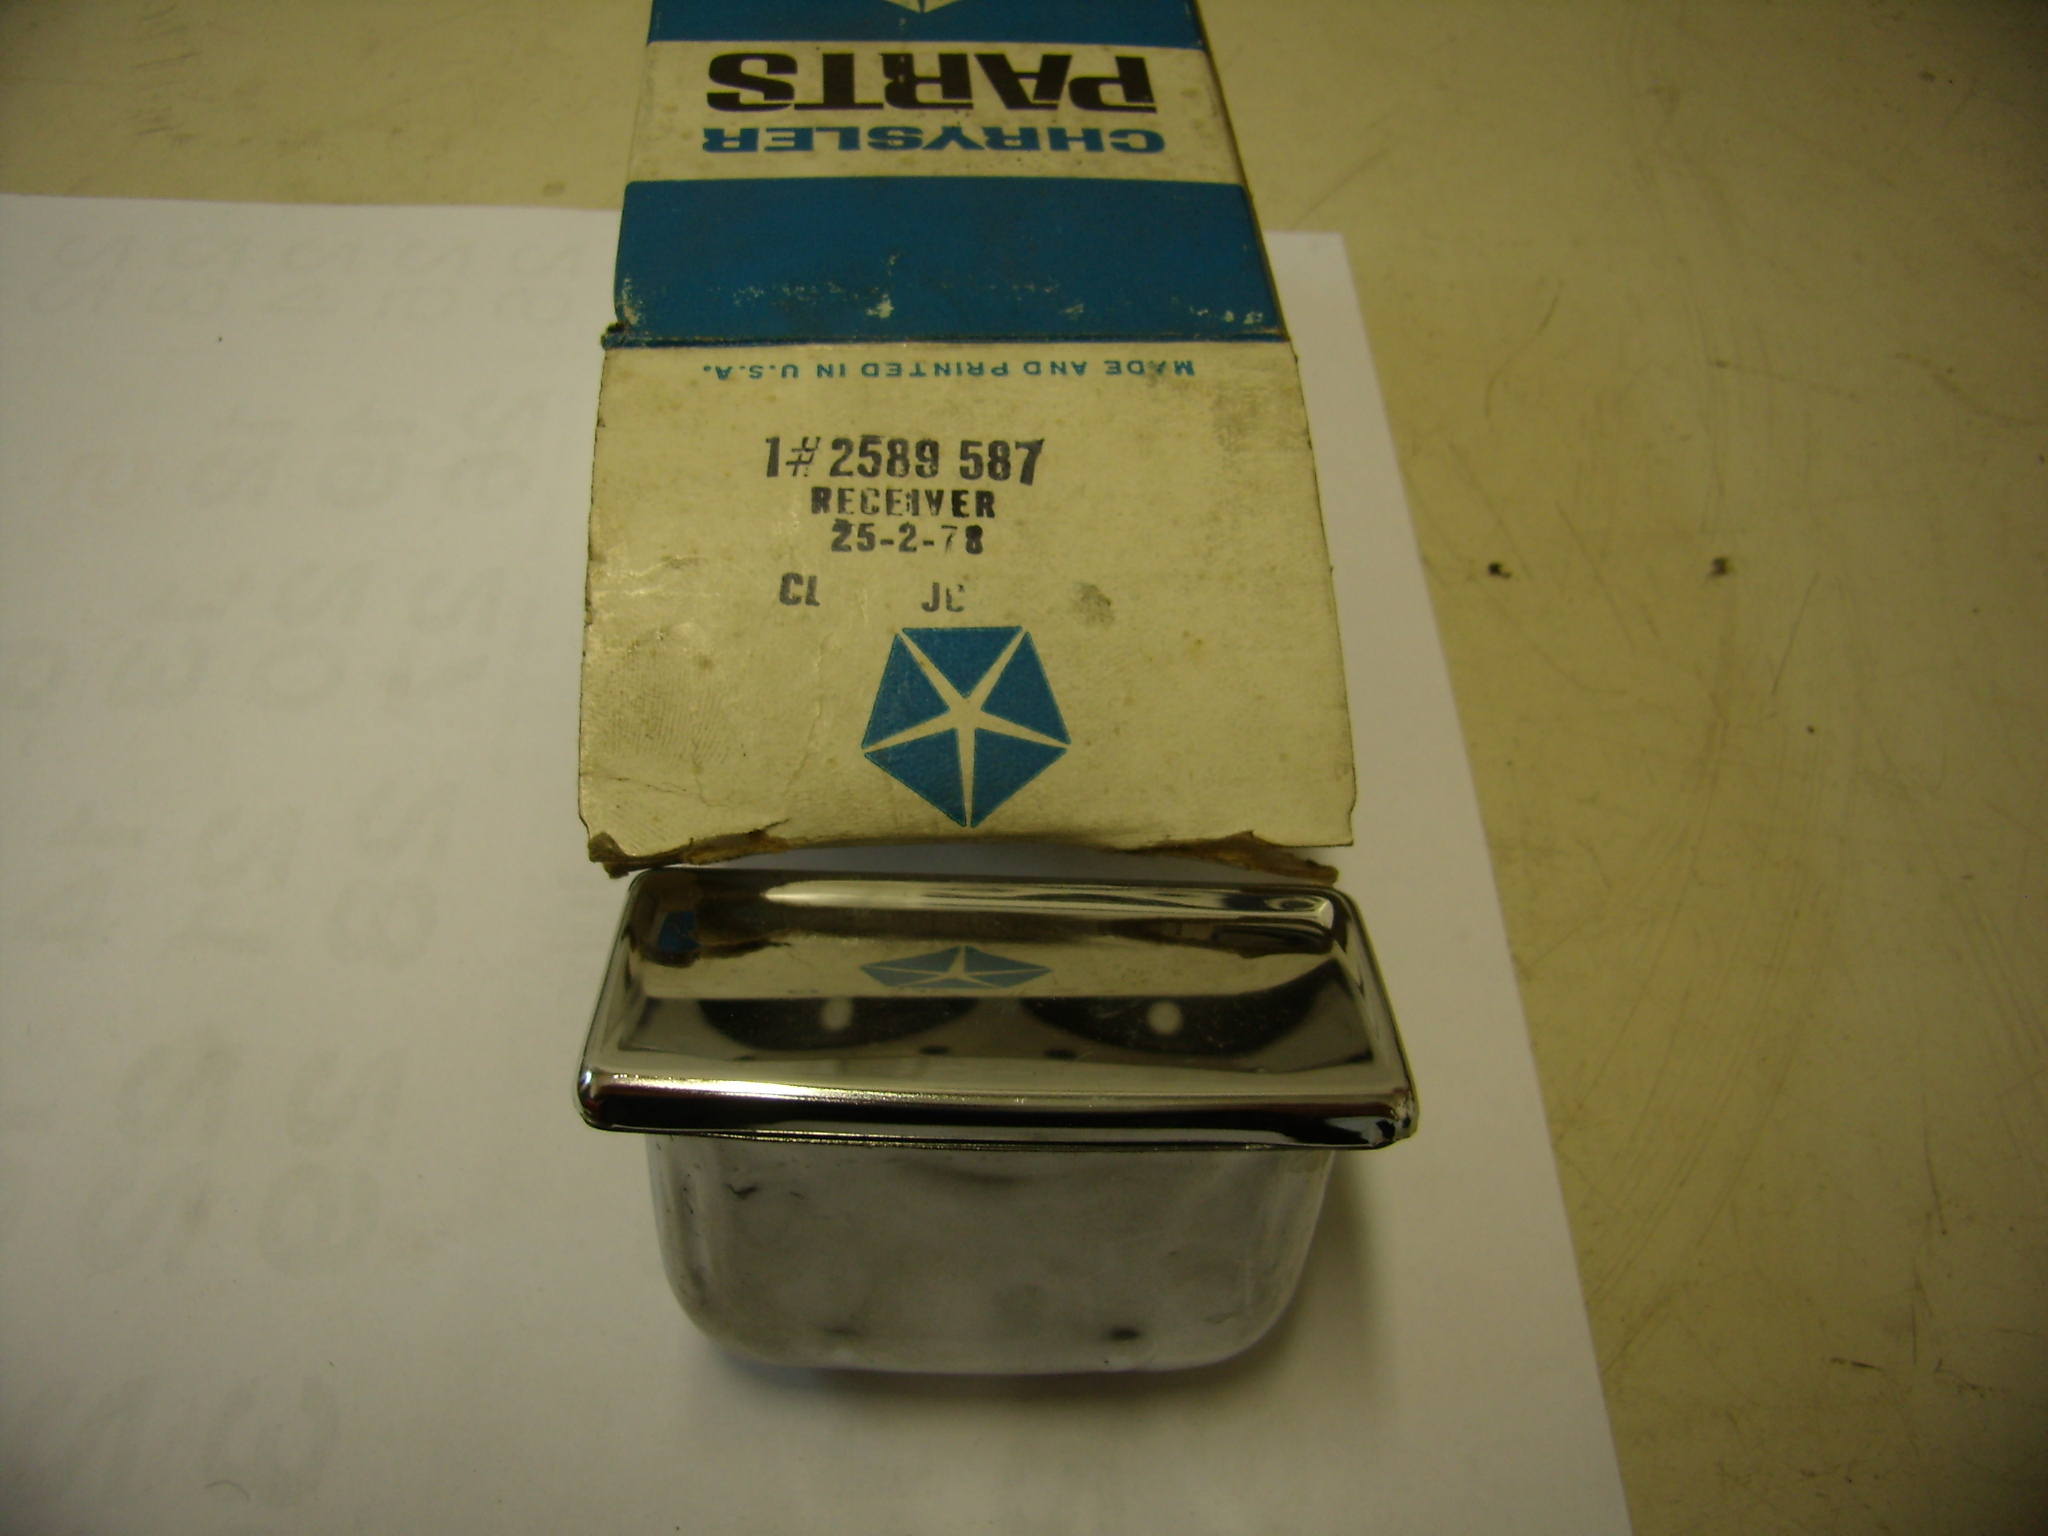 CHRYSLER
PARTS
MADE AND PRINTED IN U.S.A.
1# 2589 587
RECEIVER
25-2-78
CL JC